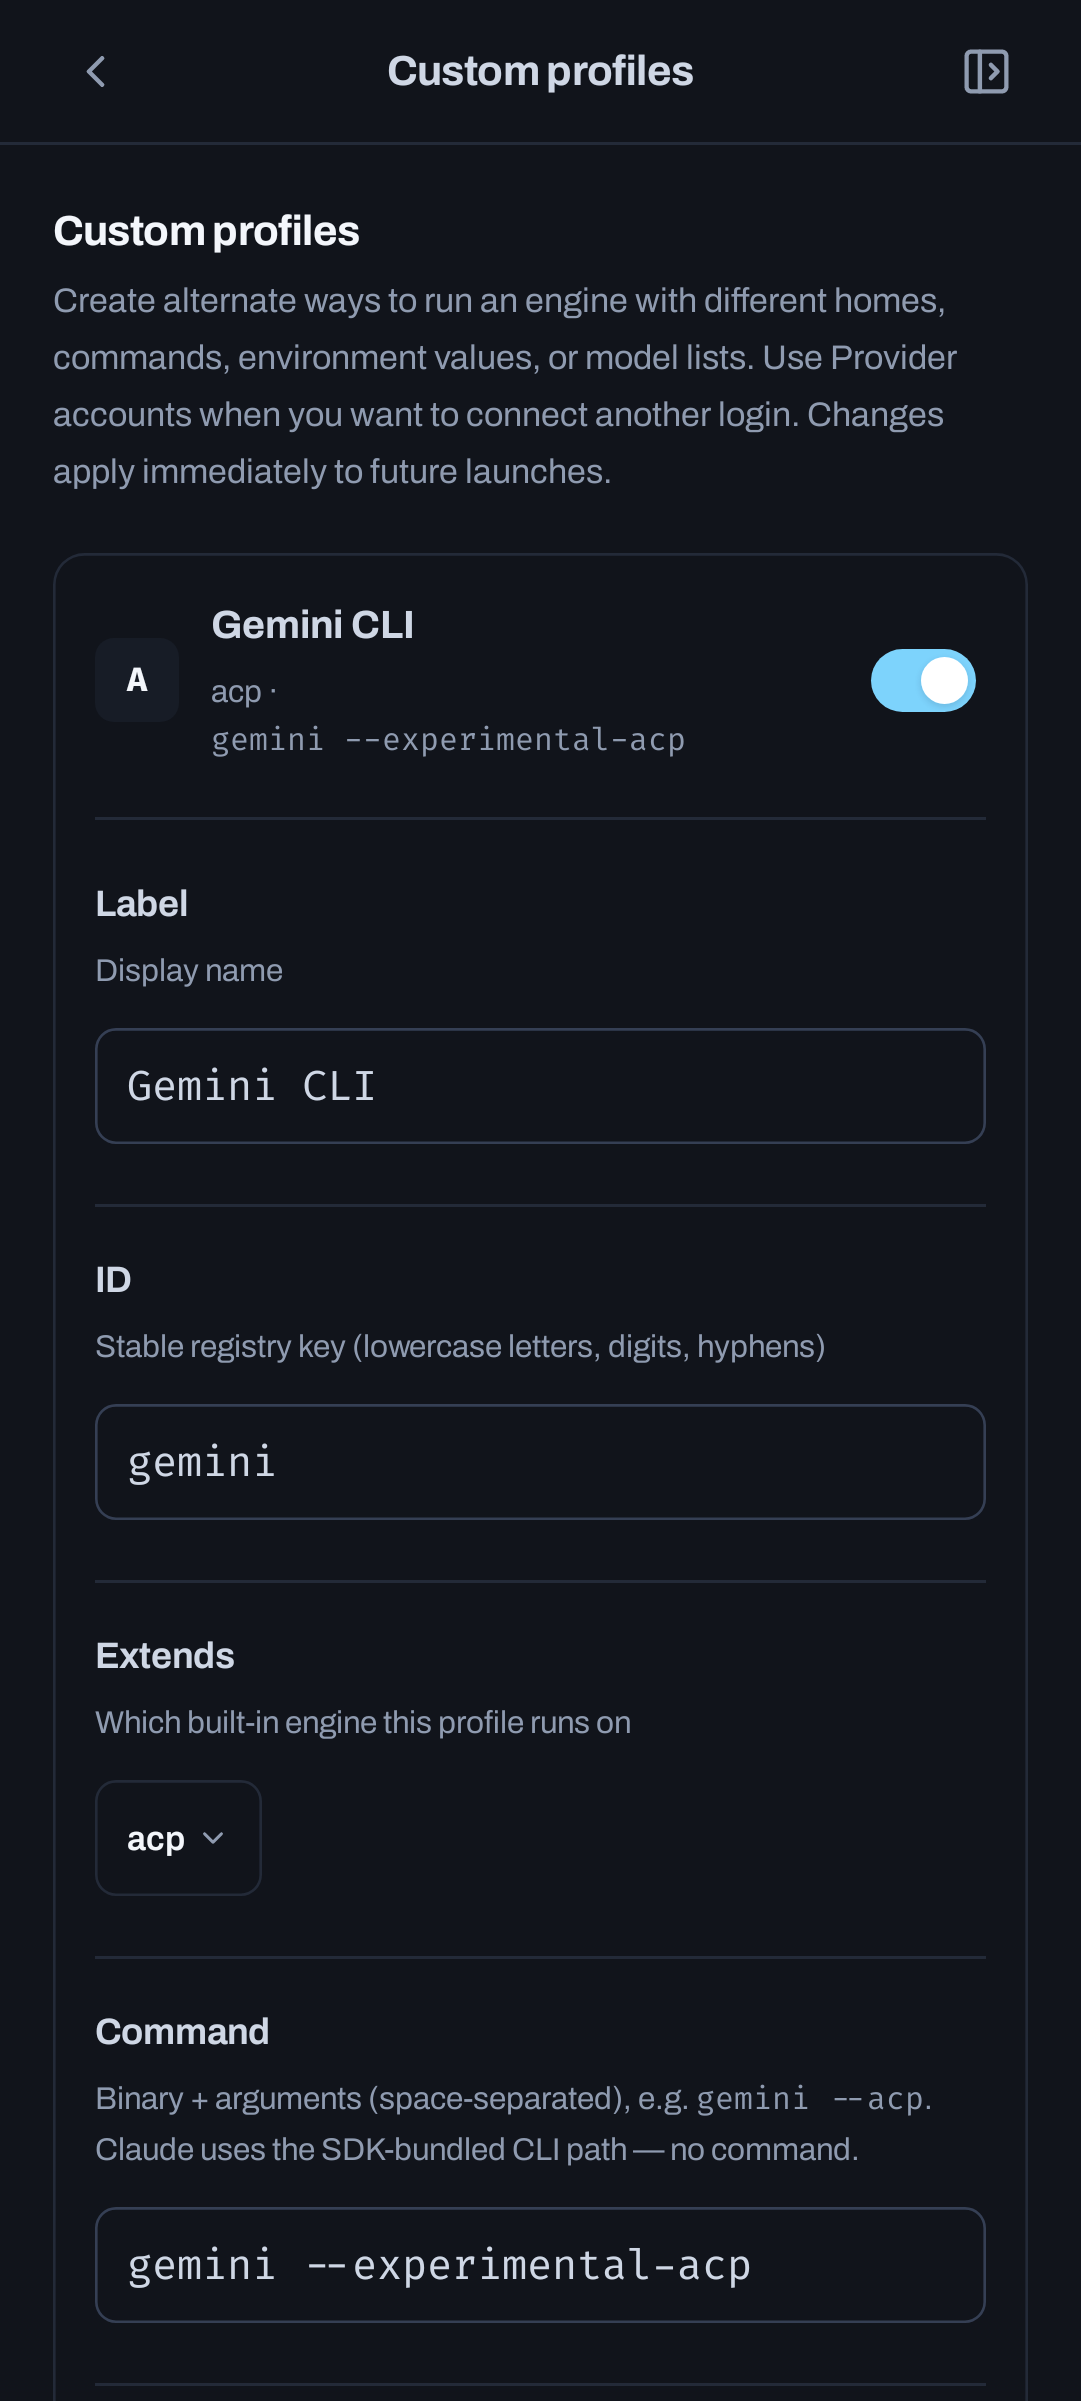 Custom profiles
Custom profiles
Create alternate ways to run an engine with different homes,
commands, environment values, or model lists. Use Provider
accounts when you want to connect another login. Changes
apply immediately to future launches.
A
Gemini CLI
acp ·
gemini --experimental-acp
Label
Display name
Gemini CLI
ID
Stable registry key (lowercase letters, digits, hyphens)
gemini
Extends
Which built-in engine this profile runs on
acp
Command
Binary + arguments (space-separated), e.g. gemini --acp.
Claude uses the SDK-bundled CLI path — no command.
gemini --experimental-acp